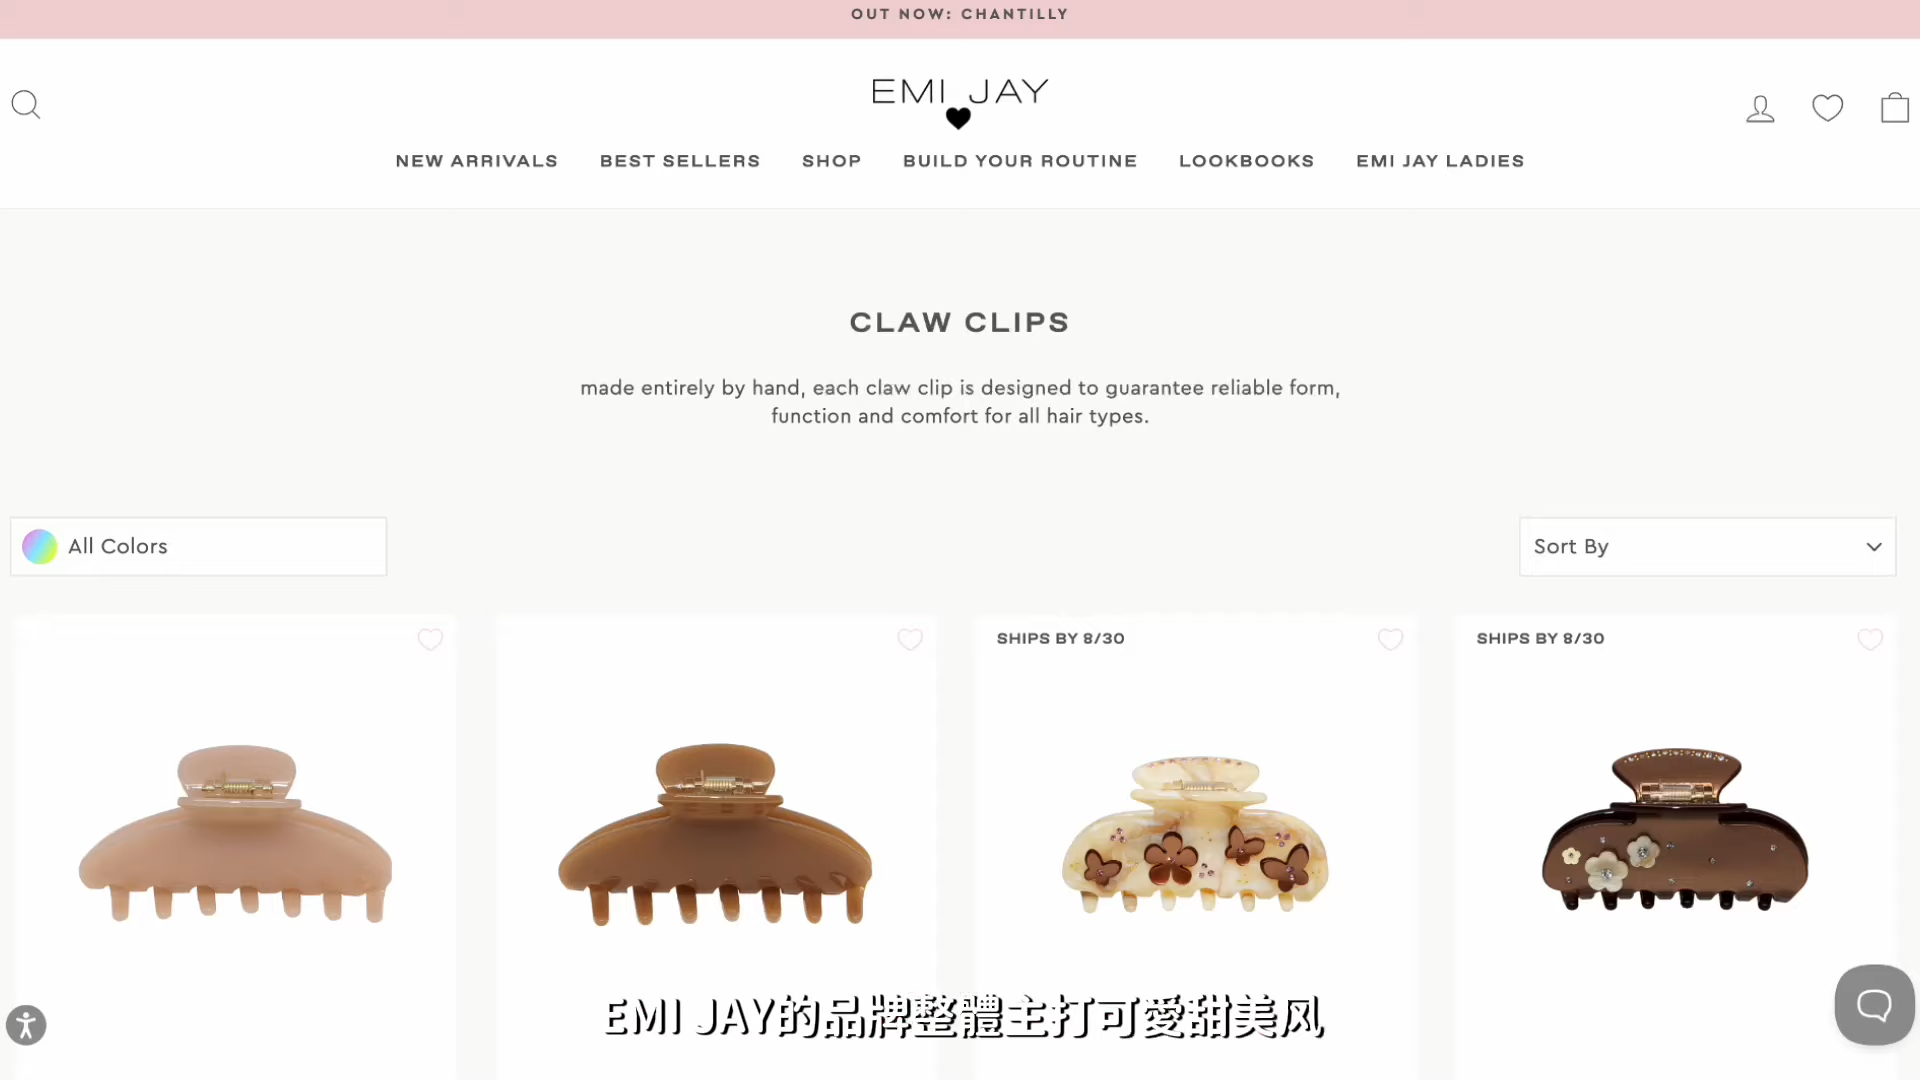 OUT NOW: CHANTILLY
EMI JAY
NEW ARRIVALS
BEST SELLERS
SHOP
BUILD YOUR ROUTINE
LOOKBOOKS
EMI JAY LADIES
CLAW CLIPS
made entirely by hand, each claw clip is designed to guarantee reliable form,
function and comfort for all hair types.
All Colors
Sort By
SHIPS BY 8/30
SHIPS BY 8/30
EMI JAY的品牌整體主打可愛甜美风